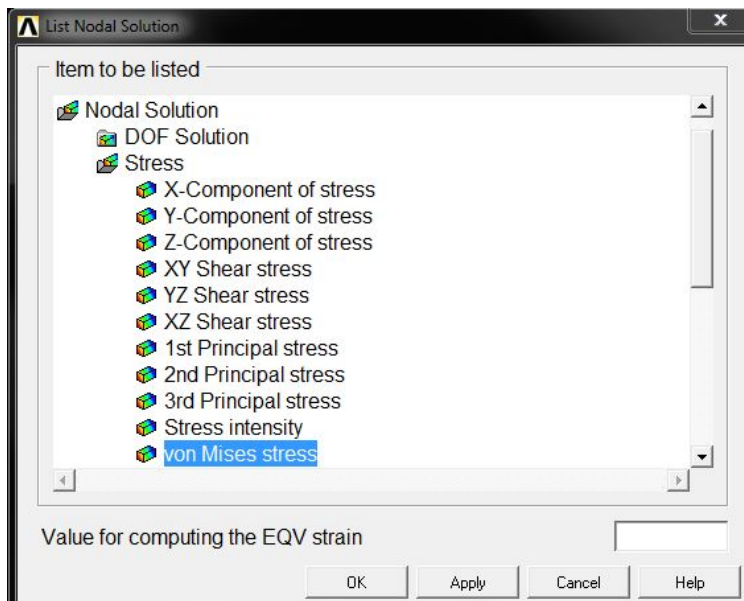 List Nodal Solution
Item to be listed
Nodal Solution
DOF Solution
Stress
X-Component of stress
Y-Component of stress
Z-Component of stress
XY Shear stress
YZ Shear stress
XZ Shear stress
1st Principal stress
2nd Principal stress
3rd Principal stress
Stress intensity
von Mises stress
Value for computing the EQV strain
OK Apply Cancel Help